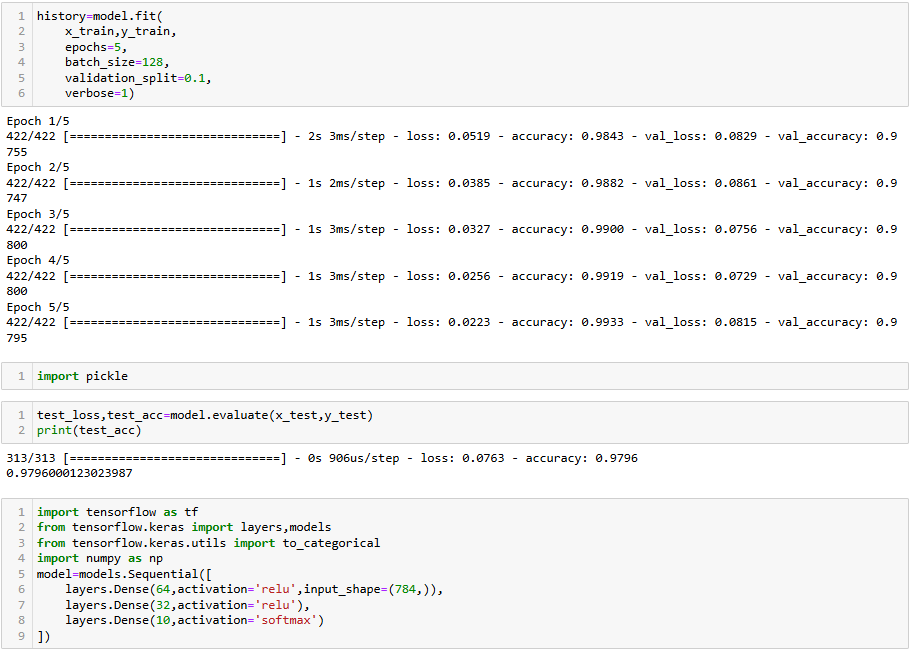 1 history=model.fit(
2     x_train,y_train,
3     epochs=5,
4     batch_size=128,
5     validation_split=0.1,
6     verbose=1)
Epoch 1/5
422/422 [==============================] - 2s 3ms/step - loss: 0.0519 - accuracy: 0.9843 - val_loss: 0.0829 - val_accuracy: 0.9
755
Epoch 2/5
422/422 [==============================] - 1s 2ms/step - loss: 0.0385 - accuracy: 0.9882 - val_loss: 0.0861 - val_accuracy: 0.9
747
Epoch 3/5
422/422 [==============================] - 1s 3ms/step - loss: 0.0327 - accuracy: 0.9900 - val_loss: 0.0756 - val_accuracy: 0.9
800
Epoch 4/5
422/422 [==============================] - 1s 3ms/step - loss: 0.0256 - accuracy: 0.9919 - val_loss: 0.0729 - val_accuracy: 0.9
800
Epoch 5/5
422/422 [==============================] - 1s 3ms/step - loss: 0.0223 - accuracy: 0.9933 - val_loss: 0.0815 - val_accuracy: 0.9
795
1 import pickle
1 test_loss,test_acc=model.evaluate(x_test,y_test)
2 print(test_acc)
313/313 [==============================] - 0s 906us/step - loss: 0.0763 - accuracy: 0.9796
0.9796000123023987
1 import tensorflow as tf
2 from tensorflow.keras import layers,models
3 from tensorflow.keras.utils import to_categorical
4 import numpy as np
5 model=models.Sequential([
6     layers.Dense(64,activation='relu',input_shape=(784,)),
7     layers.Dense(32,activation='relu'),
8     layers.Dense(10,activation='softmax')
9 ])